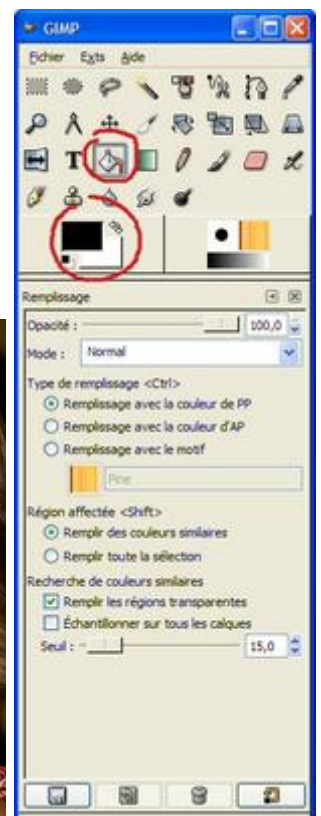 GIMP
Fichier Exts Aide
T
Remplissage
Opacité : 100,0
Mode : Normal
Type de remplissage <Ctrl>
Remplissage avec la couleur de PP
Remplissage avec la couleur d'AP
Remplissage avec le motif
Pine
Région affectée <Shift>
Remplir des couleurs similaires
Remplir toute la sélection
Recherche de couleurs similaires
Remplir les régions transparentes
Échantillonner sur tous les calques
Seuil : 15,0